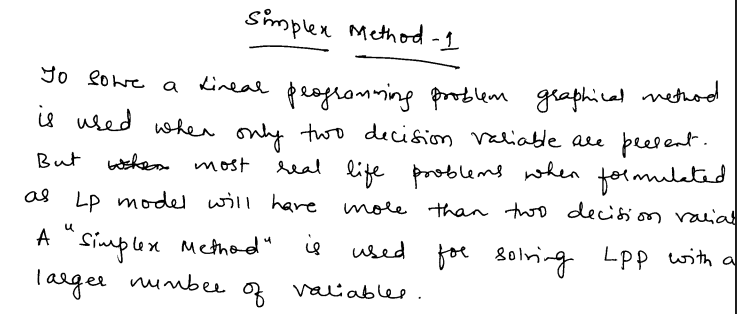 Simplex Method - 1
To solve a linear programming problem graphical method
is used when only two decision variable are present.
But when most real life problems when formulated
as LP model will have more than two decision variab
A "Simplex Method" is used for solving LPP with a
larger number of variables.